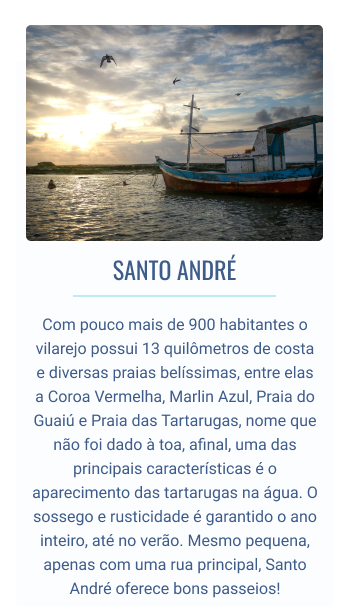 SANTO ANDRÉ
Com pouco mais de 900 habitantes o
vilarejo possui 13 quilômetros de costa
e diversas praias belíssimas, entre elas
a Coroa Vermelha, Marlin Azul, Praia do
Guaiú e Praia das Tartarugas, nome que
não foi dado à toa, afinal, uma das
principais características é o
aparecimento das tartarugas na água. O
sossego e rusticidade é garantido o ano
inteiro, até no verão. Mesmo pequena,
apenas com uma rua principal, Santo
André oferece bons passeios!